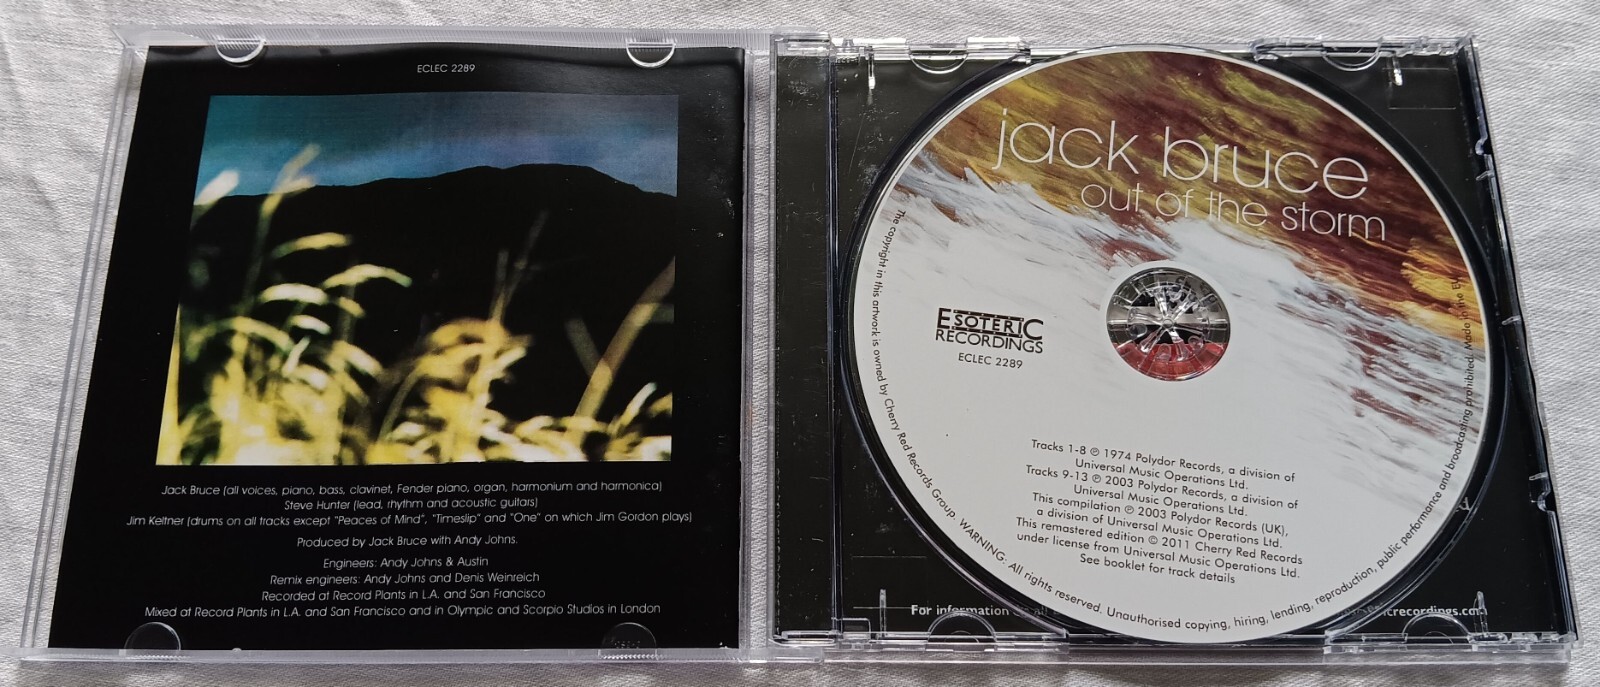 ECLEC 2289
Jack Bruce (all voices, piano, bass, clavinet, Fender piano, organ, harmonium and harmonica)
Steve Hunter (lead, rhythm and acoustic guitars)
Jim Keltner (drums on all tracks except "Peaces of Mind", "Timeslip" and "One" on which Jim Gordon plays)
Produced by Jack Bruce with Andy Johns.
Engineers: Andy Johns & Austin
Remix engineers: Andy Johns and Denis Weinreich
Recorded at Record Plants in L.A. and San Francisco
Mixed at Record Plants in L.A. and San Francisco and in Olympic and Scorpio Studios in London
jack bruce
out of the storm
ESOTERIC
RECORDINGS
ECLEC 2289
Tracks 1-8 ℗ 1974 Polydor Records, a division of
Universal Music Operations Ltd.
Tracks 9-13 ℗ 2003 Polydor Records, a division of
Universal Music Operations Ltd.
This compilation ℗ 2003 Polydor Records (UK),
a division of Universal Music Operations Ltd.
This remastered edition © 2011 Cherry Red Records
under license from Universal Music Operations Ltd.
See booklet for track details
The copyright in this artwork is owned by Cherry Red Records Group. WARNING: All rights reserved. Unauthorised copying, hiring, lending, reproduction, public performance and broadcasting prohibited. Made in the
For information